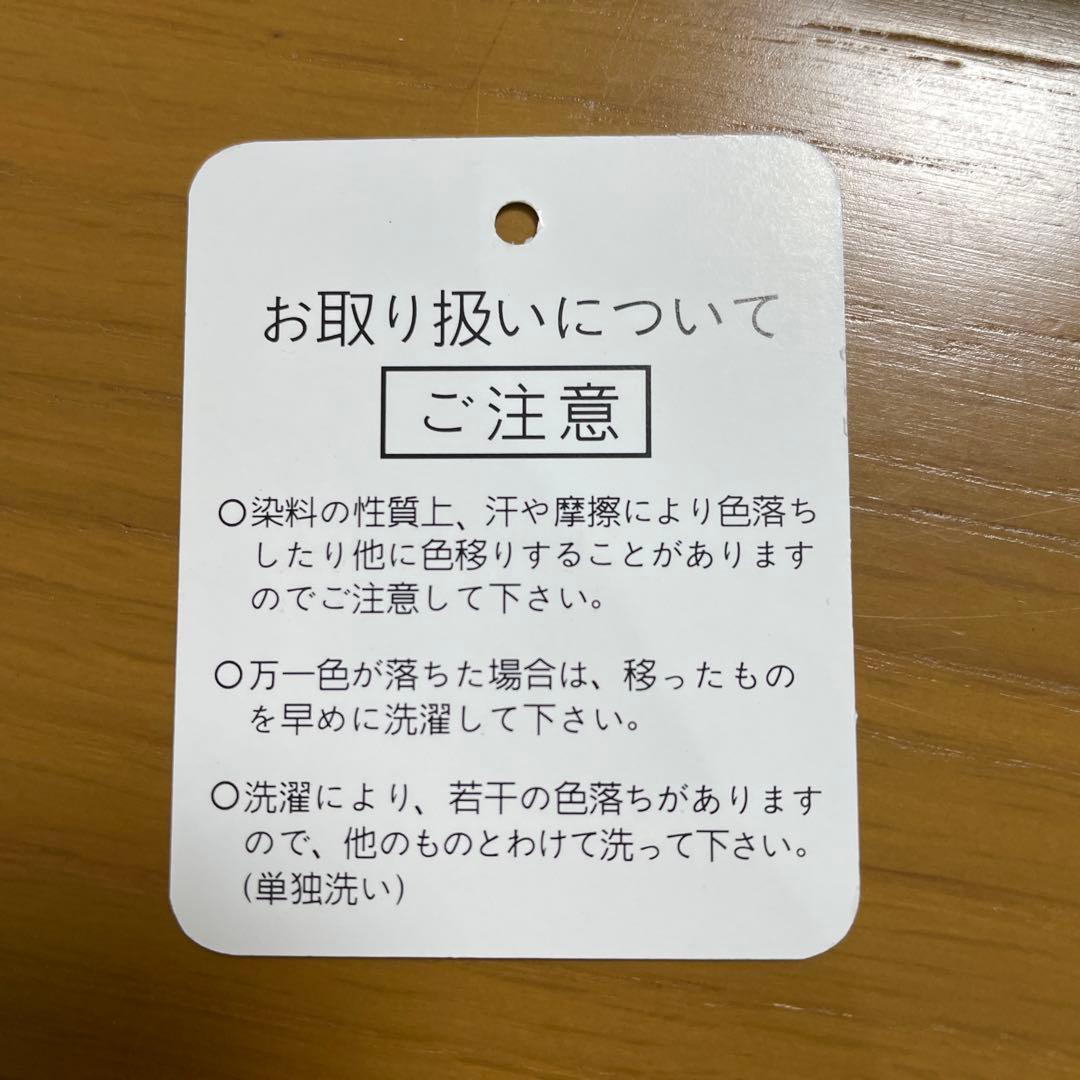 お取り扱いについて
ご注意
○染料の性質上、汗や摩擦により色落ち
したり他に色移りすることがあります
のでご注意して下さい。
○万一色が落ちた場合は、移ったもの
を早めに洗濯して下さい。
○洗濯により、若干の色落ちがあります
ので、他のものとわけて洗って下さい。
(単独洗い)